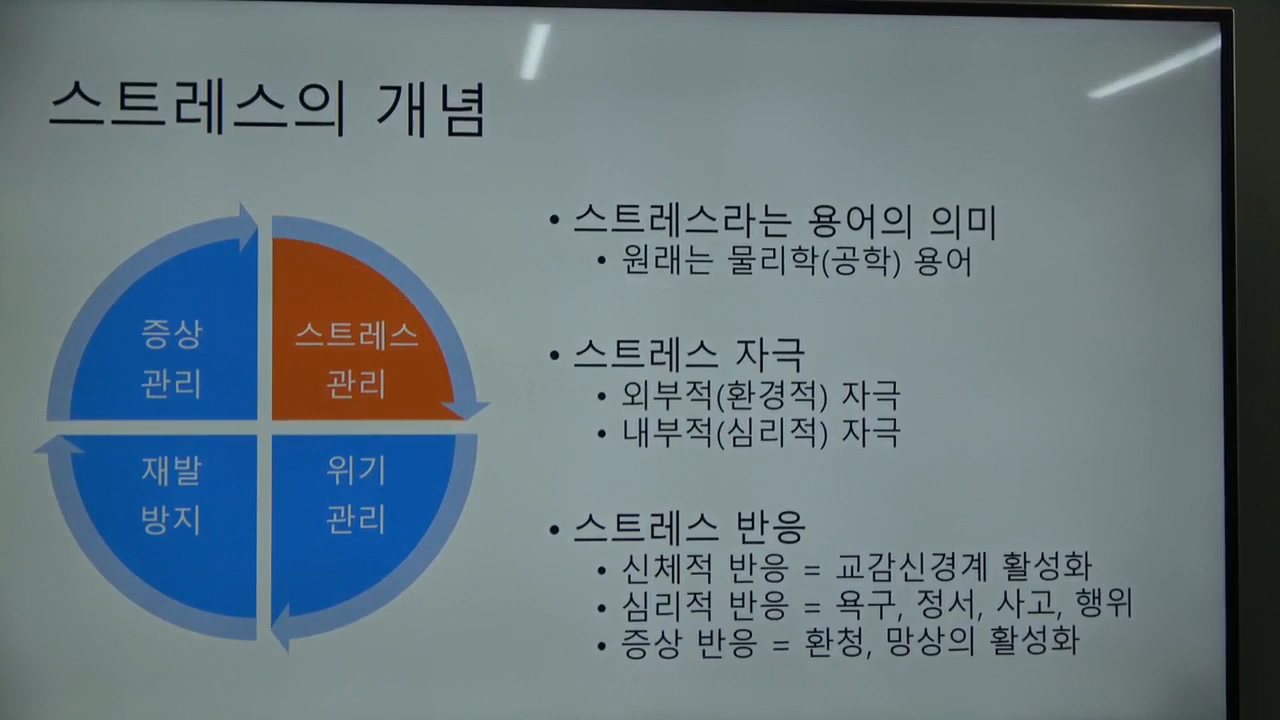 스트레스의 개념
증상
관리
스트레스
관리
재발
방지
위기
관리
• 스트레스라는 용어의 의미
• 원래는 물리학(공학) 용어
• 스트레스 자극
• 외부적(환경적) 자극
• 내부적(심리적) 자극
• 스트레스 반응
• 신체적 반응 = 교감신경계 활성화
• 심리적 반응 = 욕구, 정서, 사고, 행위
• 증상 반응 = 환청, 망상의 활성화